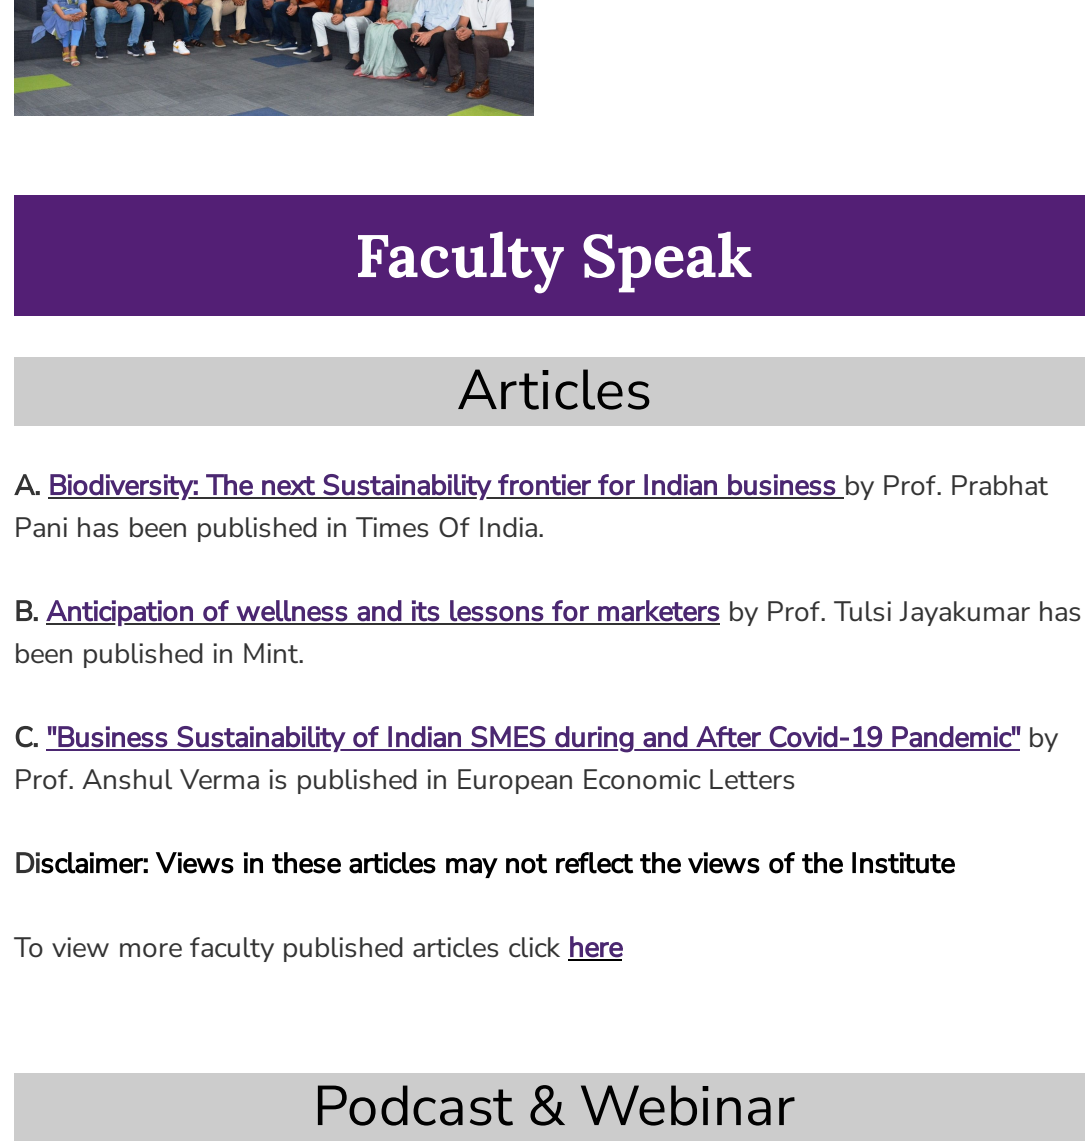 Faculty Speak
Articles
A. Biodiversity: The next Sustainability frontier for Indian business by Prof. Prabhat
Pani has been published in Times Of India.
B. Anticipation of wellness and its lessons for marketers by Prof. Tulsi Jayakumar has
been published in Mint.
C. "Business Sustainability of Indian SMES during and After Covid-19 Pandemic" by
Prof. Anshul Verma is published in European Economic Letters
Disclaimer: Views in these articles may not reflect the views of the Institute
To view more faculty published articles click here
Podcast & Webinar